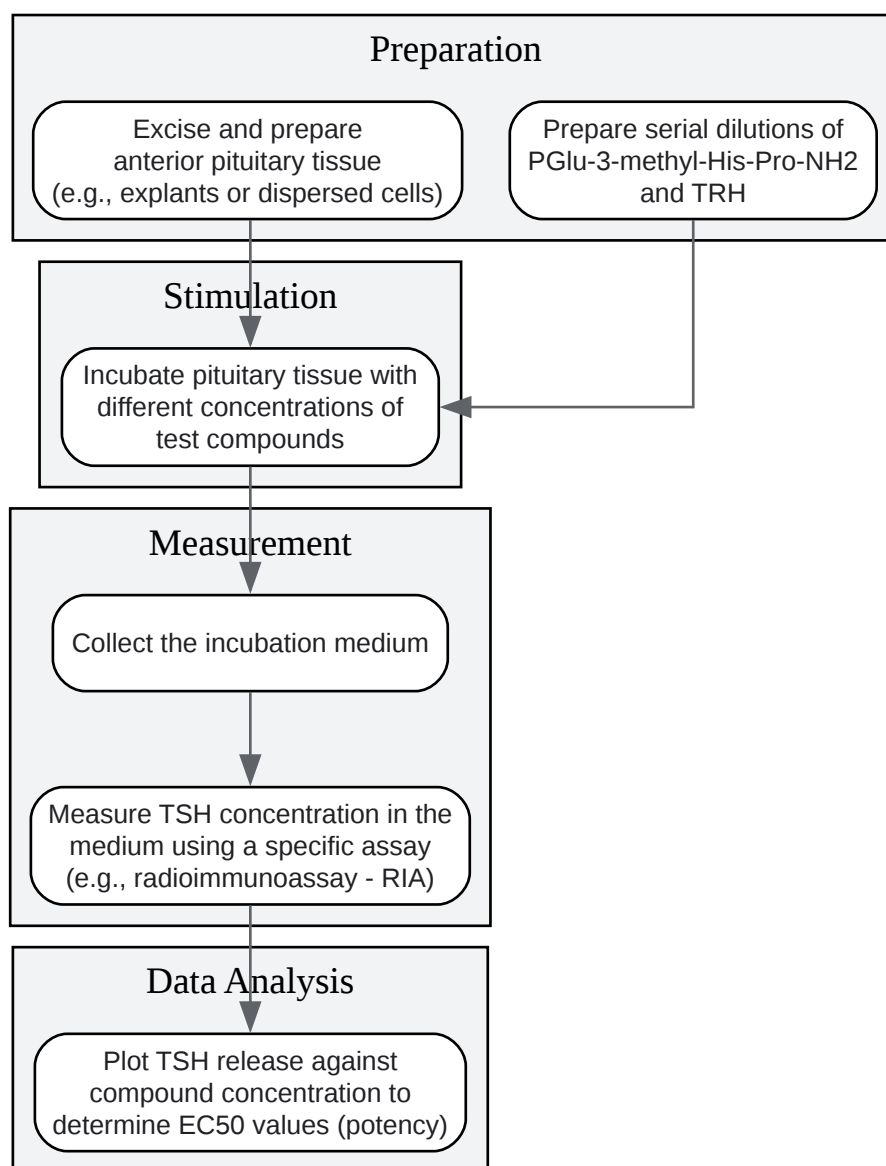 Preparation
Excise and prepare
anterior pituitary tissue
(e.g., explants or dispersed cells)
Prepare serial dilutions of
PGlu-3-methyl-His-Pro-NH2
and TRH
Stimulation
Incubate pituitary tissue with
different concentrations of
test compounds
Measurement
Collect the incubation medium
Measure TSH concentration in the
medium using a specific assay
(e.g., radioimmunoassay - RIA)
Data Analysis
Plot TSH release against
compound concentration to
determine EC50 values (potency)